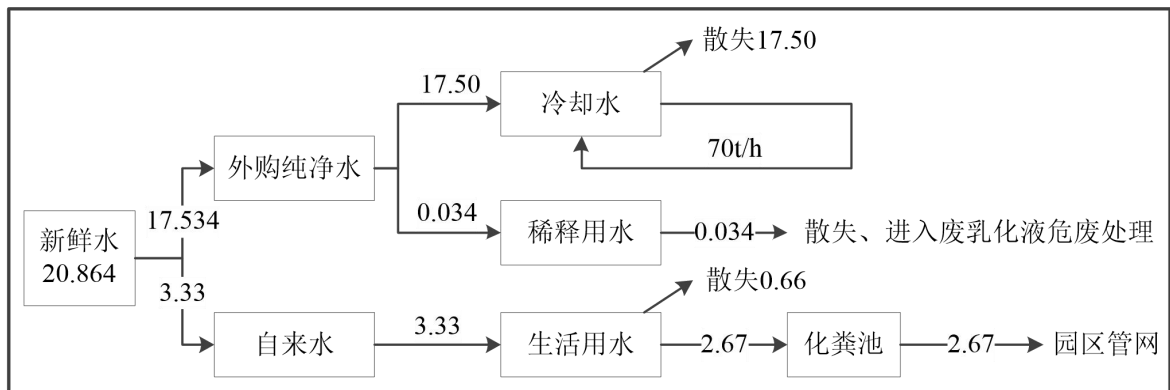 散失17.50
17.50
冷却水
70t/h
外购纯净水
17.534
0.034
稀释用水
0.034
散失、进入废乳化液危废处理
新鲜水
20.864
3.33
散失0.66
自来水
3.33
生活用水
2.67
化粪池
2.67
园区管网